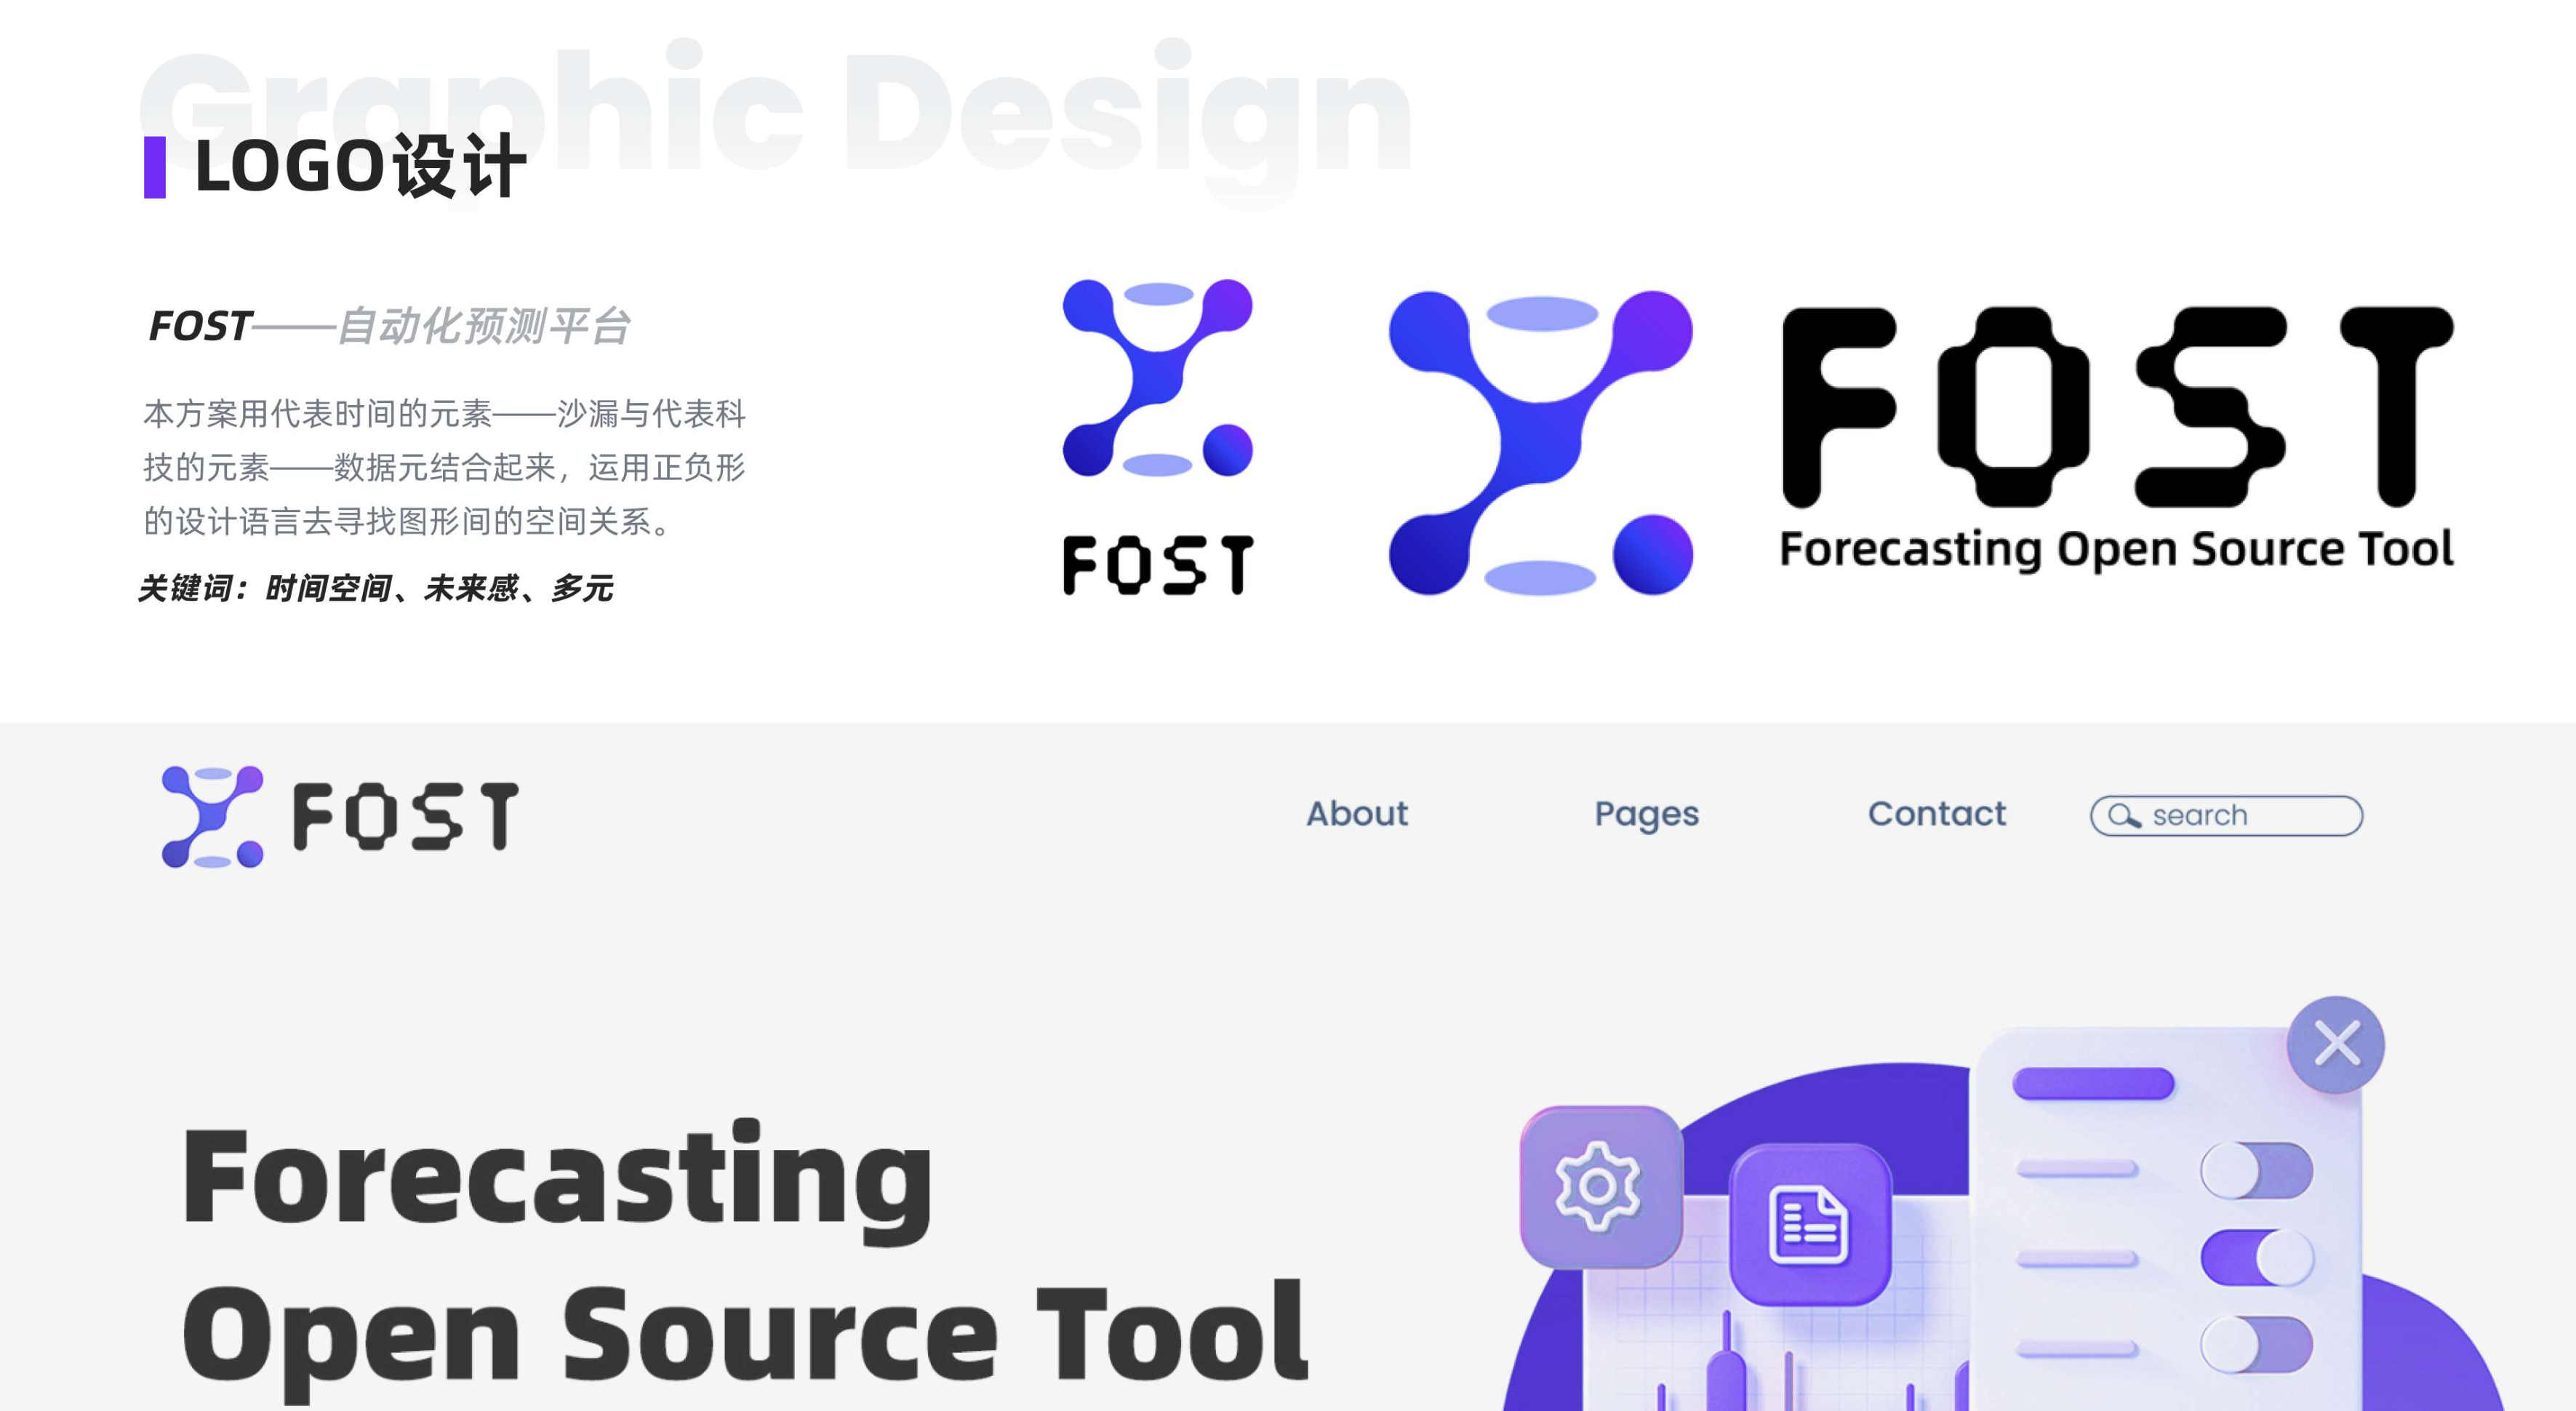 Graphic Design
LOGO设计
FOST——自动化预测平台
本方案用代表时间的元素——沙漏与代表科
技的元素——数据元结合起来，运用正负形
的设计语言去寻找图形间的空间关系。
关键词：时间空间、未来感、多元
FOST
FOST
Forecasting Open Source Tool
FOST
About
Pages
Contact
search
Forecasting
Open Source Tool